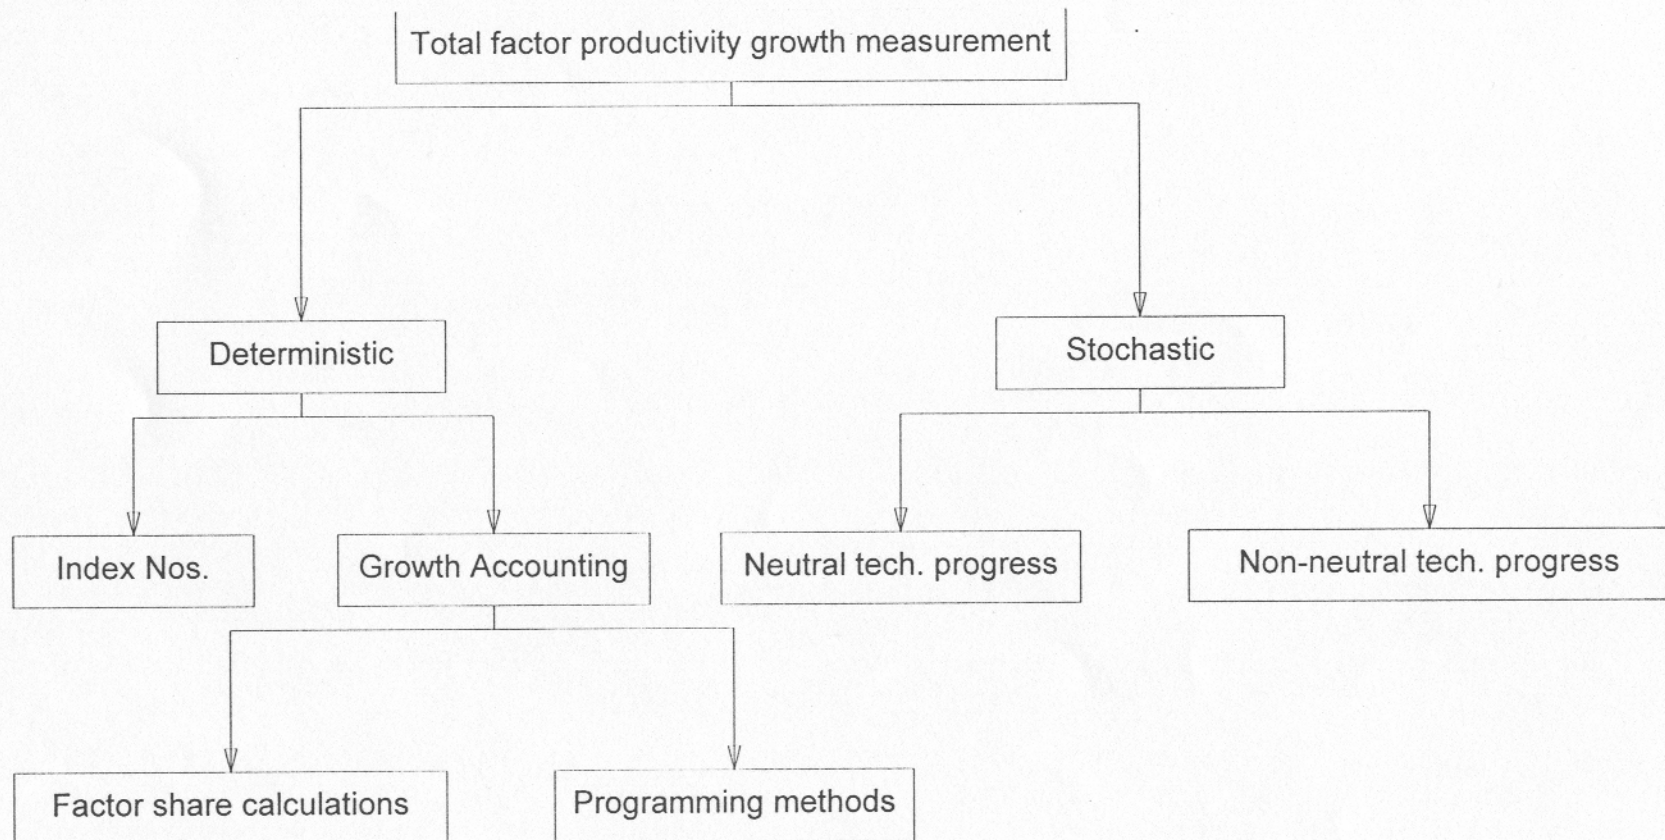 Total factor productivity growth measurement
Deterministic
Stochastic
Index Nos.
Growth Accounting
Neutral tech. progress
Non-neutral tech. progress
Factor share calculations
Programming methods